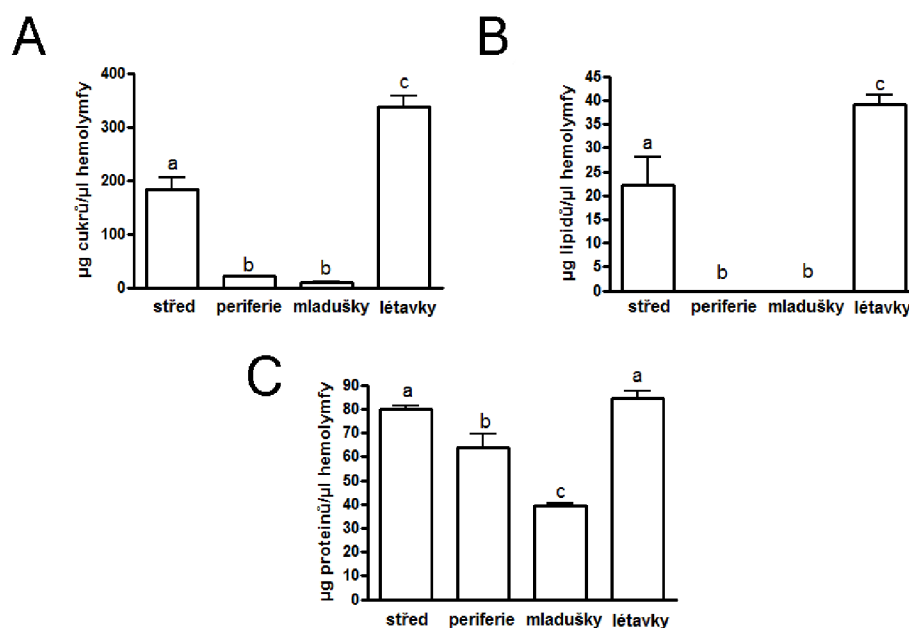 A
µg cukrů/µl hemolymfy
400
300
200
100
0
a
b
b
c
střed periferie mladušky létavky
B
µg lipidů/µl hemolymfy
45
40
35
30
25
20
15
10
5
0
a
b
b
c
střed periferie mladušky létavky
C
µg proteinů/µl hemolymfy
90
80
70
60
50
40
30
20
10
0
a
b
c
a
střed periferie mladušky létavky